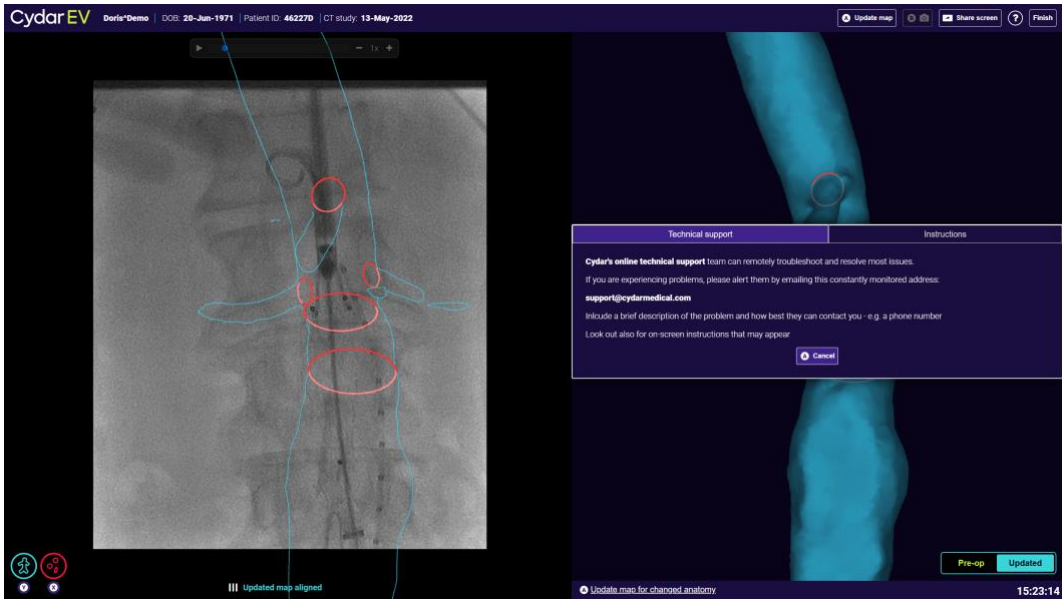 Cydar EV Doris^Demo | DOB: 20-Jun-1971 | Patient ID: 46227D | CT study: 13-May-2022 A Update map Share screen ? Finish
1x
Technical support Instructions
Cydar's online technical support team can remotely troubleshoot and resolve most issues.
If you are experiencing problems, please alert them by emailing this constantly monitored address:
support@cydarmedical.com
Inlcude a brief description of the problem and how best they can contact you - e.g. a phone number
Look out also for on-screen instructions that may appear
A Cancel
Pre-op Updated
Y X
Updated map aligned
A Update map for changed anatomy
15:23:14